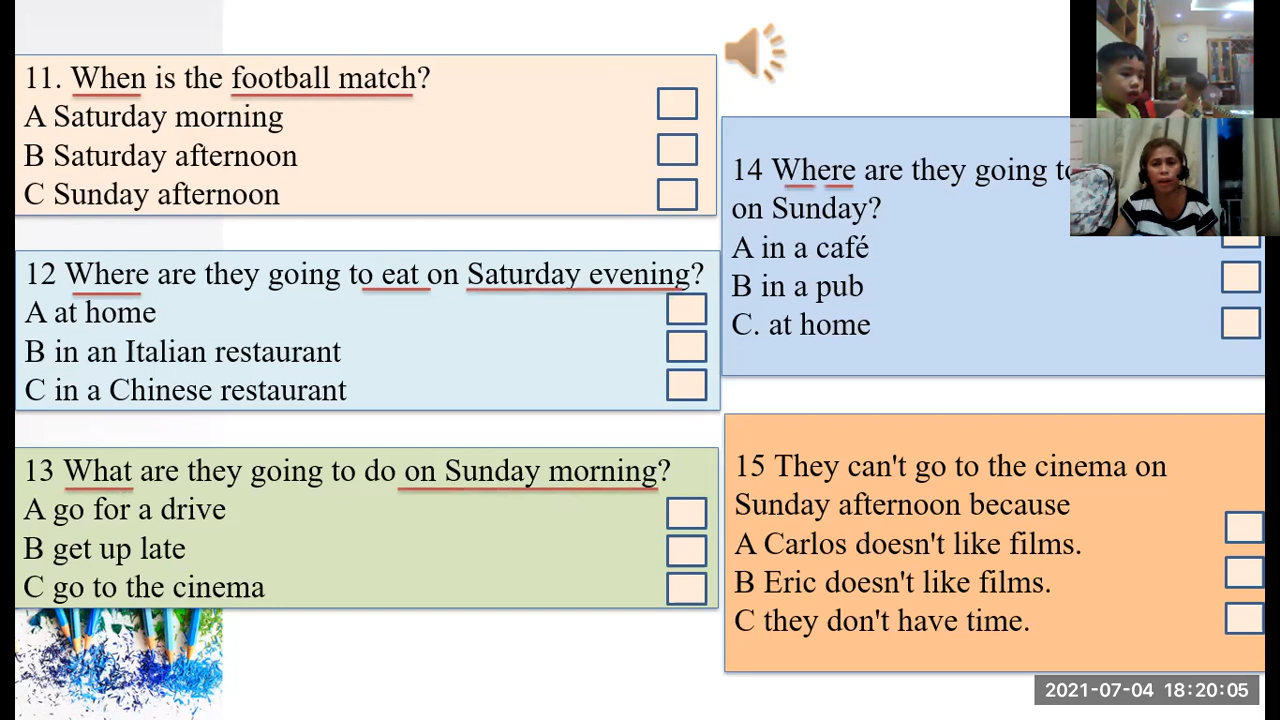 11. When is the football match?
A Saturday morning
B Saturday afternoon
C Sunday afternoon
12 Where are they going to eat on Saturday evening?
A at home
B in an Italian restaurant
C in a Chinese restaurant
13 What are they going to do on Sunday morning?
A go for a drive
B get up late
C go to the cinema
14 Where are they going to
on Sunday?
A in a café
B in a pub
C. at home
15 They can't go to the cinema on
Sunday afternoon because
A Carlos doesn't like films.
B Eric doesn't like films.
C they don't have time.
2021-07-04 18:20:05